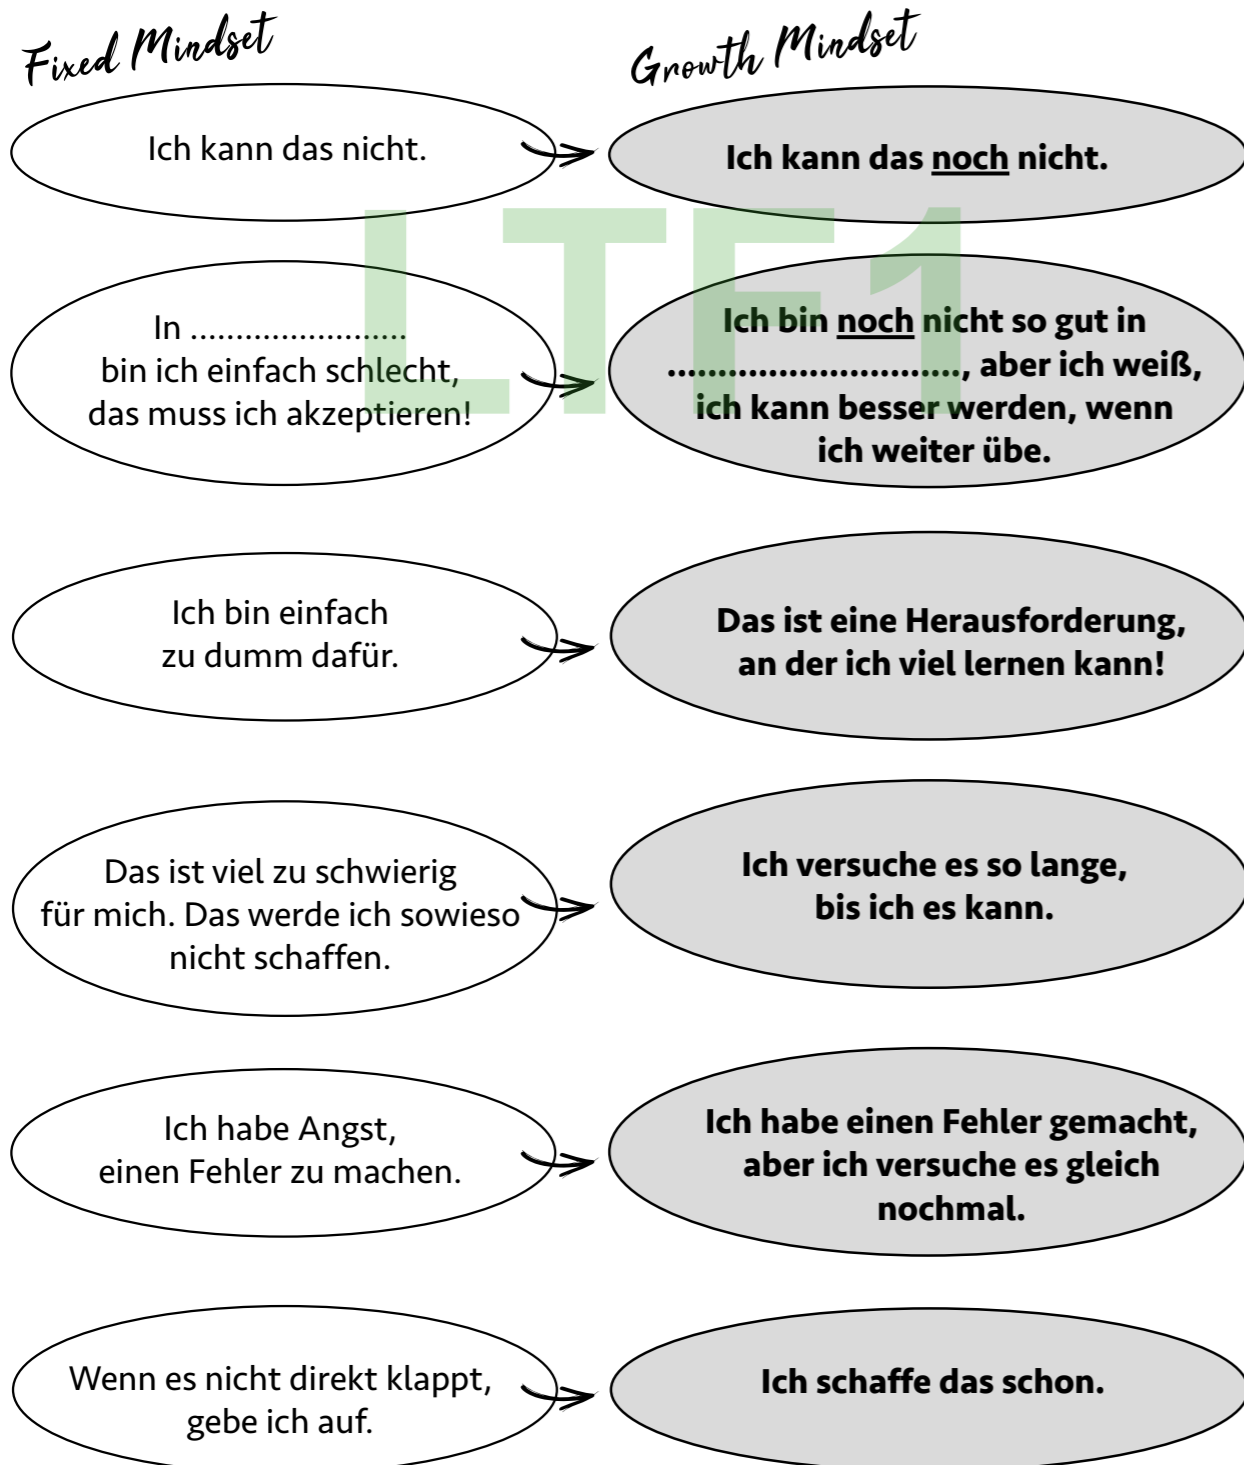 Fixed Mindset
Growth Mindset
Ich kann das nicht.
Ich kann das noch nicht.
In ........................
bin ich einfach schlecht,
das muss ich akzeptieren!
Ich bin noch nicht so gut in
............................., aber ich weiß,
ich kann besser werden, wenn
ich weiter übe.
Ich bin einfach
zu dumm dafür.
Das ist eine Herausforderung,
an der ich viel lernen kann!
Das ist viel zu schwierig
für mich. Das werde ich sowieso
nicht schaffen.
Ich versuche es so lange,
bis ich es kann.
Ich habe Angst,
einen Fehler zu machen.
Ich habe einen Fehler gemacht,
aber ich versuche es gleich
nochmal.
Wenn es nicht direkt klappt,
gebe ich auf.
Ich schaffe das schon.
LTF1